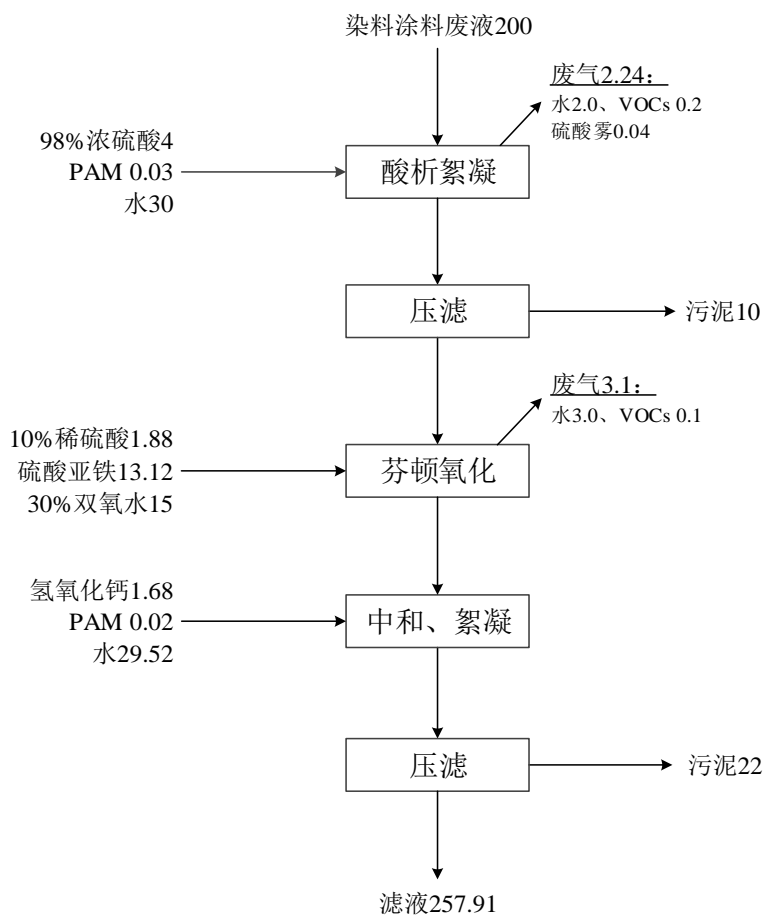 染料涂料废液200
废气2.24：
水2.0、VOCs 0.2
硫酸雾0.04
98%浓硫酸4
PAM 0.03
水30
酸析絮凝
压滤
污泥10
废气3.1：
水3.0、VOCs 0.1
10%稀硫酸1.88
硫酸亚铁13.12
30%双氧水15
芬顿氧化
氢氧化钙1.68
PAM 0.02
水29.52
中和、絮凝
压滤
污泥22
滤液257.91